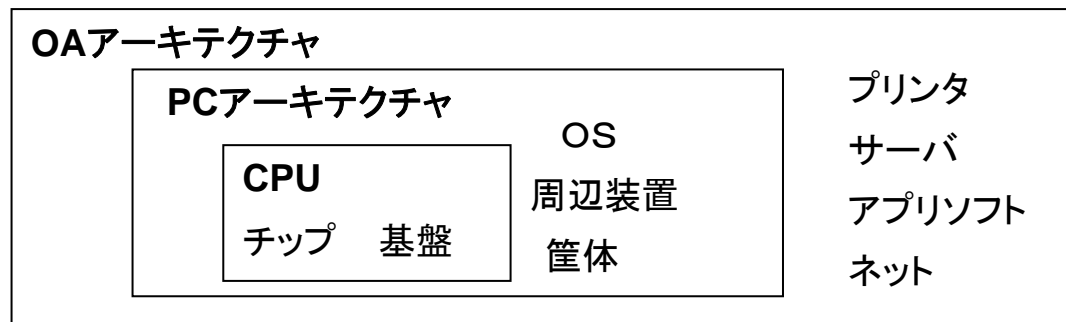 OAアーキテクチャ
PCアーキテクチャ
CPU
チップ 基盤
OS
周辺装置
筐体
プリンタ
サーバ
アプリソフト
ネット